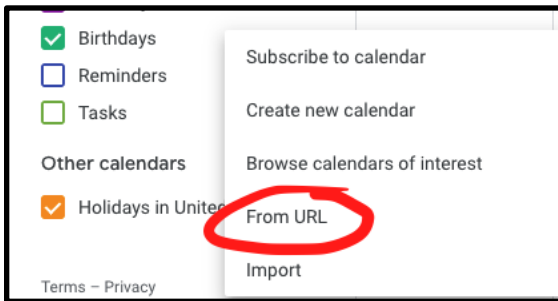 Birthdays
Reminders
Tasks
Other calendars
Holidays in United
Subscribe to calendar
Create new calendar
Browse calendars of interest
From URL
Import
Terms – Privacy